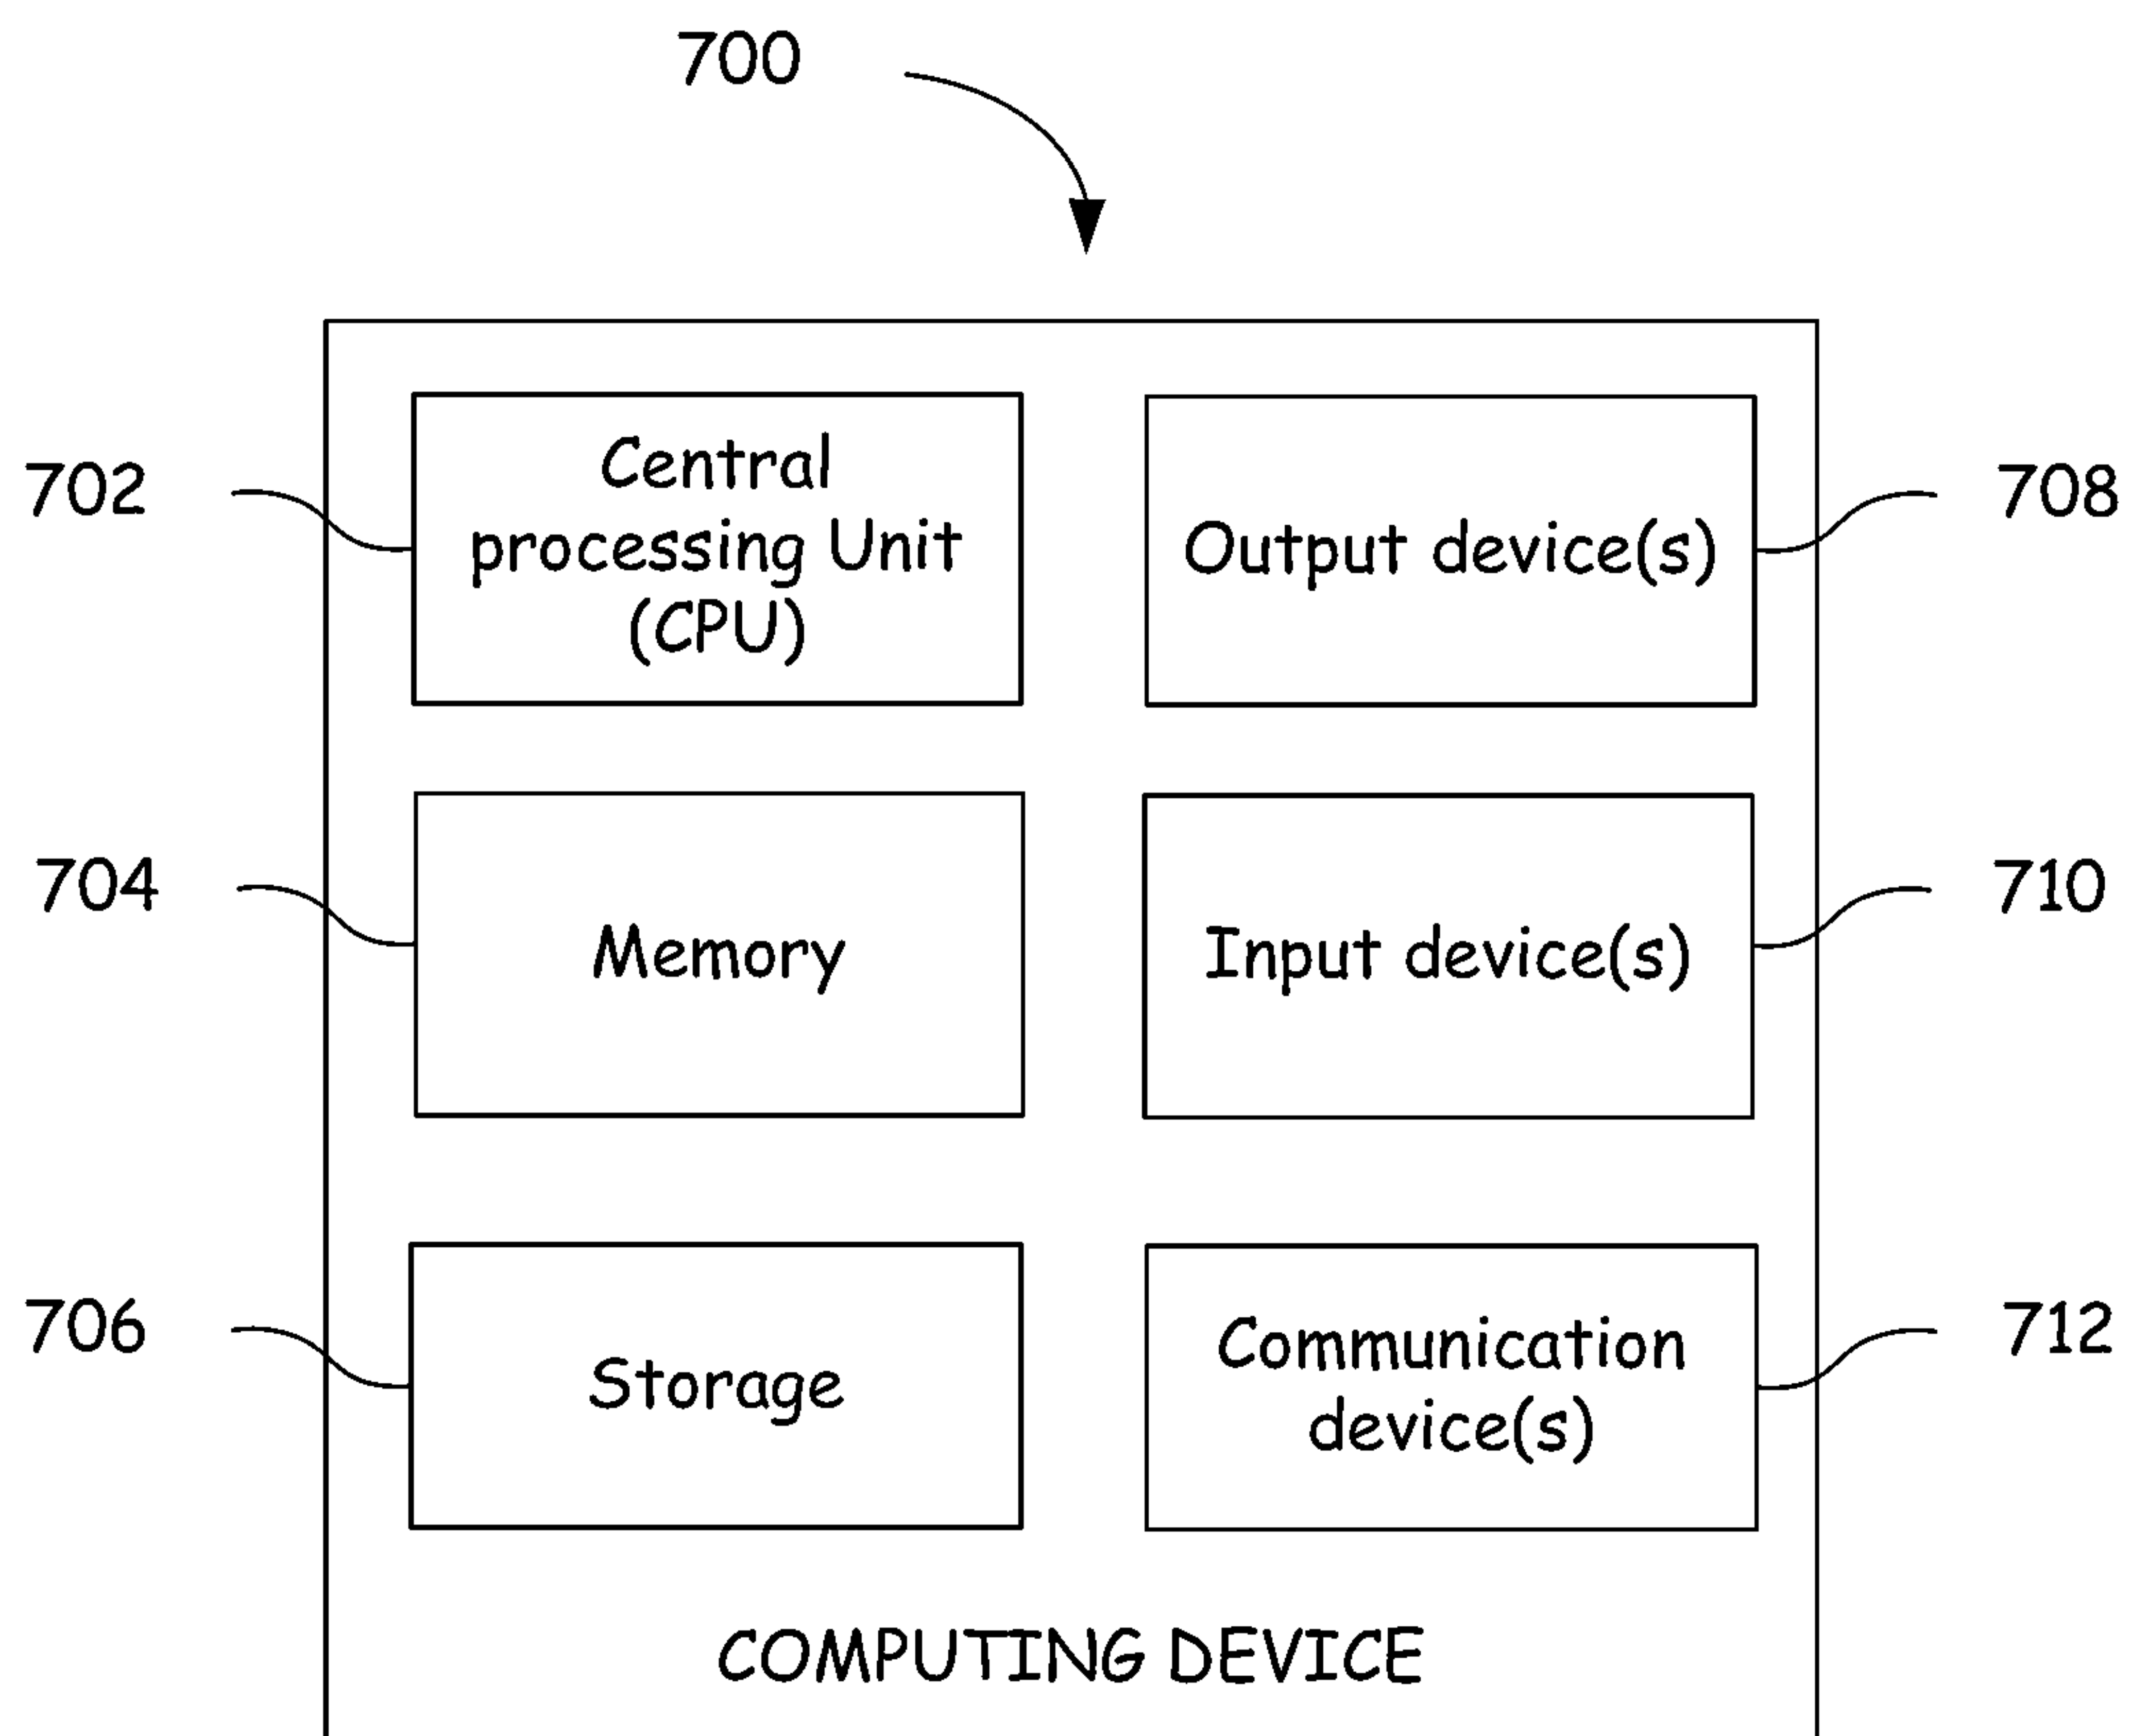 700
702
Central
processing Unit
(CPU)
Output device(s)
708
704
Memory
Input device(s)
710
706
Storage
Communication
device(s)
712
COMPUTING DEVICE